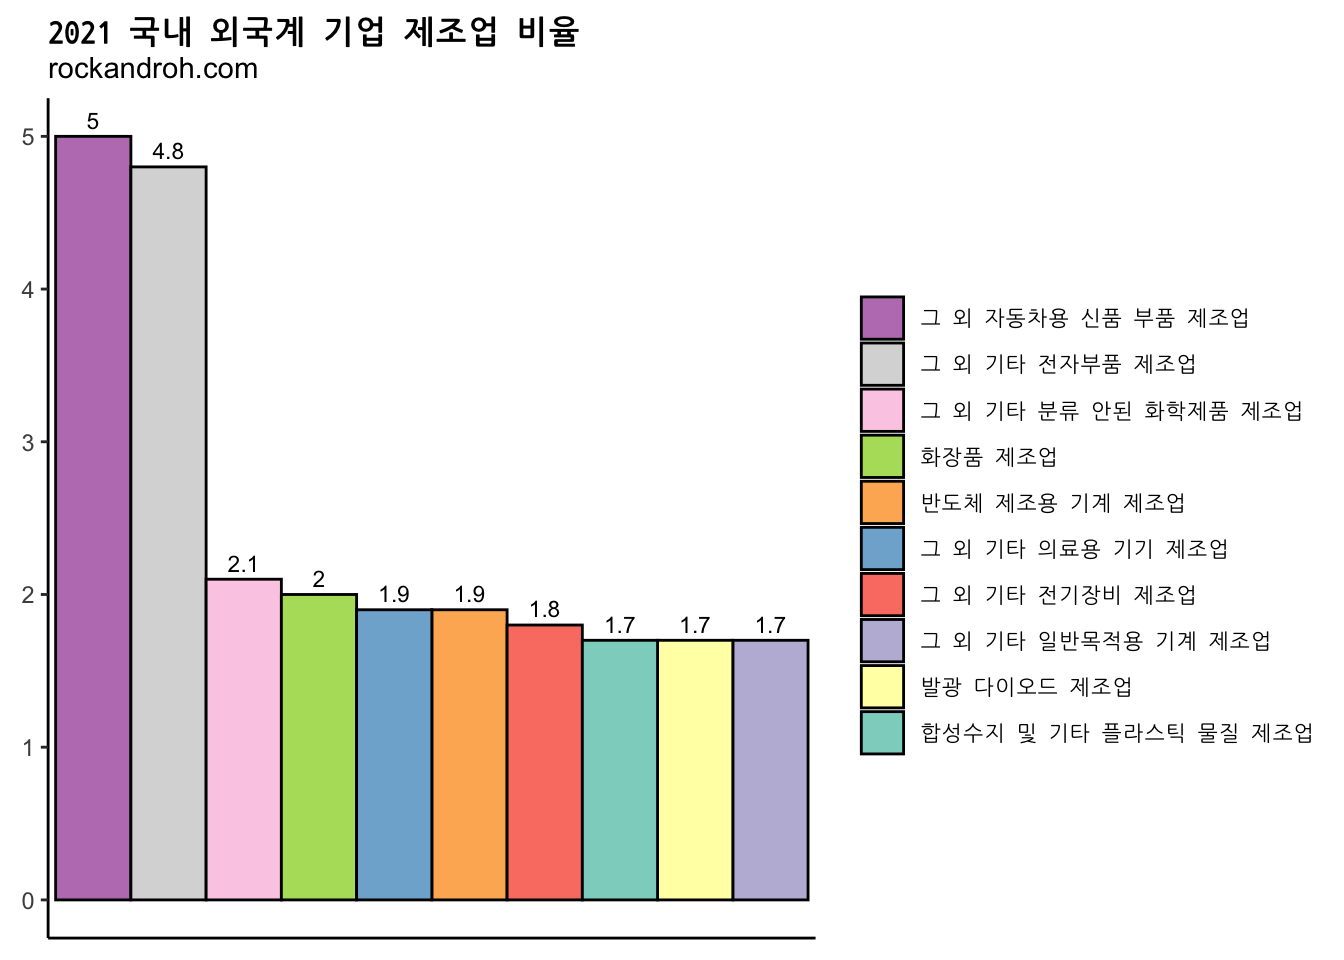 2021 국내 외국계 기업 제조업 비율
rockandroh.com
5
4
3
2
1
0
5
4.8
2.1
2
1.9
1.9
1.8
1.7
1.7
1.7
그 외 자동차용 신품 부품 제조업
그 외 기타 전자부품 제조업
그 외 기타 분류 안된 화학제품 제조업
화장품 제조업
반도체 제조용 기계 제조업
그 외 기타 의료용 기기 제조업
그 외 기타 전기장비 제조업
그 외 기타 일반목적용 기계 제조업
발광 다이오드 제조업
합성수지 및 기타 플라스틱 물질 제조업